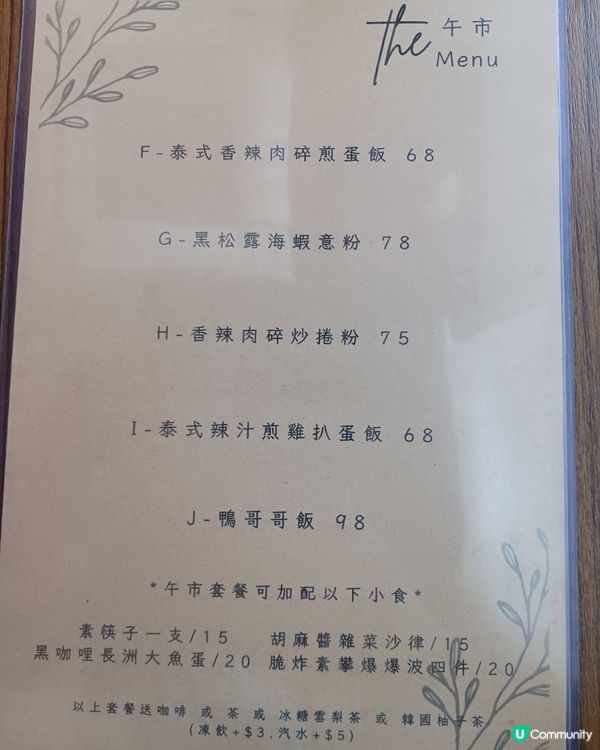 the 午市
Menu
F-泰式香辣肉碎煎蛋飯 68
G-黑松露海蝦意粉 78
H-香辣肉碎炒捲粉 75
I-泰式辣汁煎雞扒蛋飯 68
J-鴨哥哥飯 98
*午市套餐可加配以下小食*
素筷子一支/15 胡麻醬雜菜沙律/15
黑咖哩長洲大魚蛋/20 脆炸素攀爆爆波四件/20
以上套餐送咖啡 或 茶 或 冰糖雪梨茶 或 韓國柚子茶
(凍飲+$3,汽水+$5)
U Community